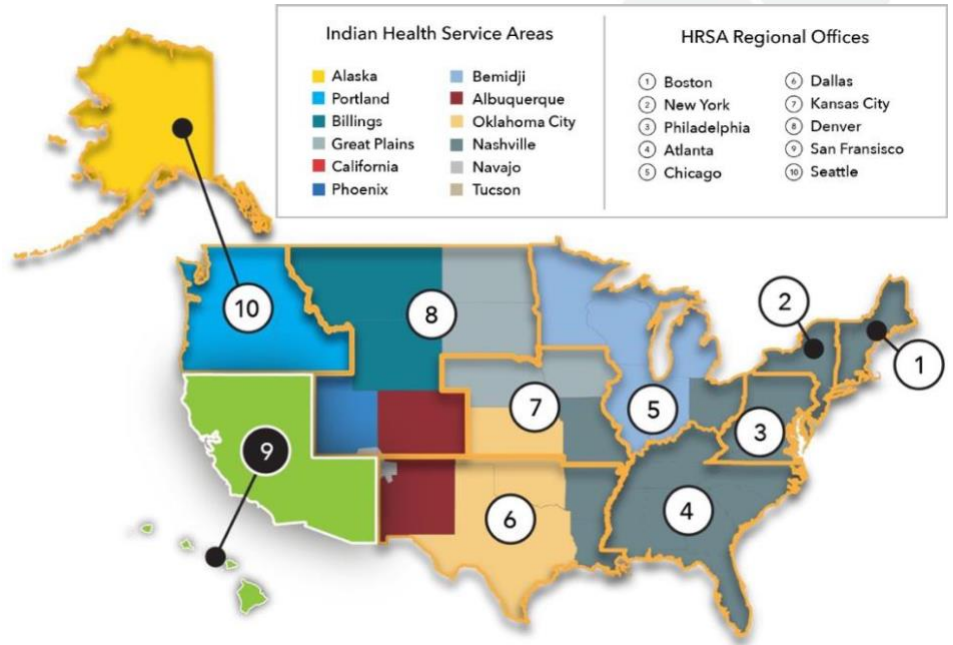 Indian Health Service Areas
Alaska
Portland
Billings
Great Plains
California
Phoenix
Bemidji
Albuquerque
Oklahoma City
Nashville
Navajo
Tucson
HRSA Regional Offices
1 Boston
2 New York
3 Philadelphia
4 Atlanta
5 Chicago
6 Dallas
7 Kansas City
8 Denver
9 San Fransisco
10 Seattle
10
8
2
1
7
5
3
9
6
4